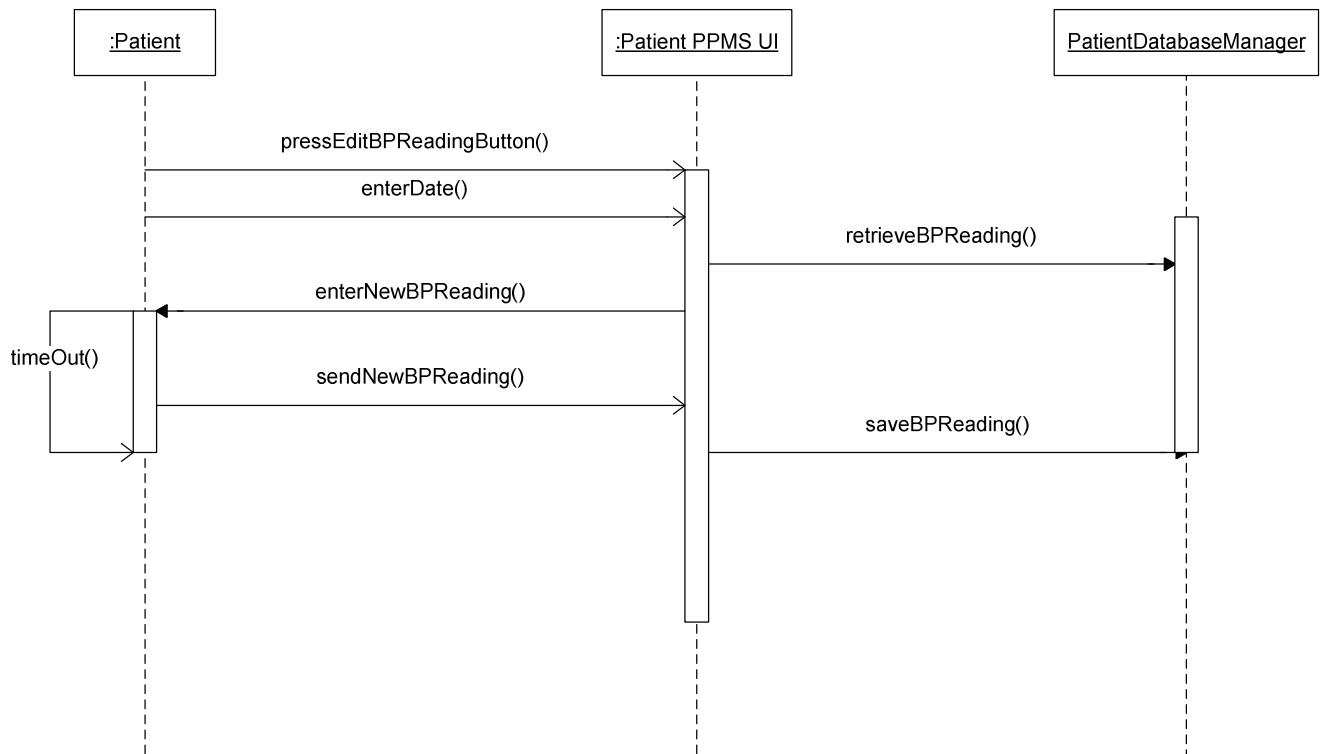 :Patient
:Patient PPMS UI
PatientDatabaseManager
pressEditBPReadingButton()
enterDate()
retrieveBPReading()
enterNewBPReading()
timeOut()
sendNewBPReading()
saveBPReading()